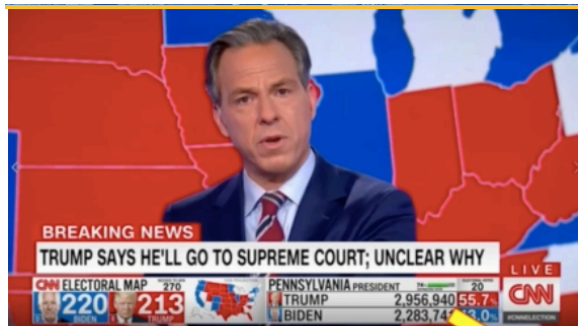 BREAKING NEWS
TRUMP SAYS HE'LL GO TO SUPREME COURT; UNCLEAR WHY
LIVE
CNN ELECTORAL MAP 270
220 BIDEN 213 TRUMP
PENNSYLVANIA PRESIDENT 20
TRUMP 2,956,940 55.7%
BIDEN
CNN